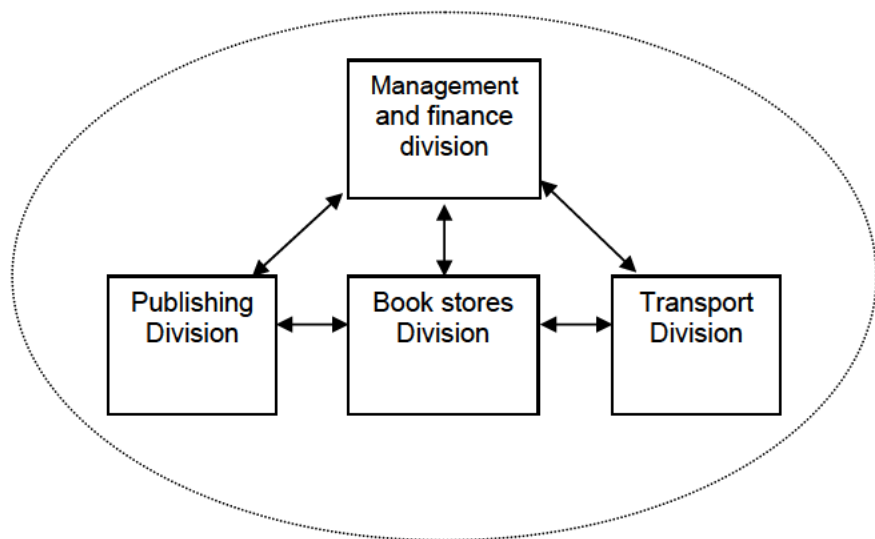 Management
and finance
division
Publishing
Division
Book stores
Division
Transport
Division